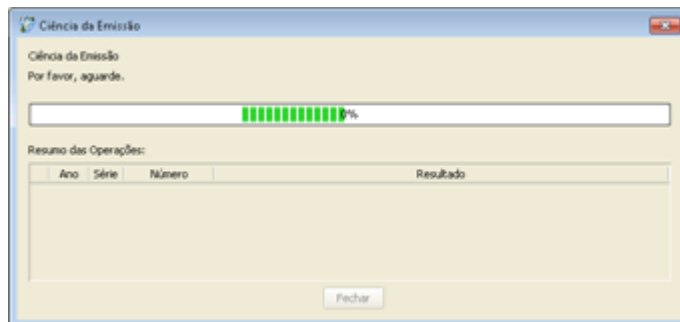 Ciência da Emissão
Ciência da Emissão
Por favor, aguarde.
0%
Resumo das Operações:
Ano Série Número Resultado
Fechar